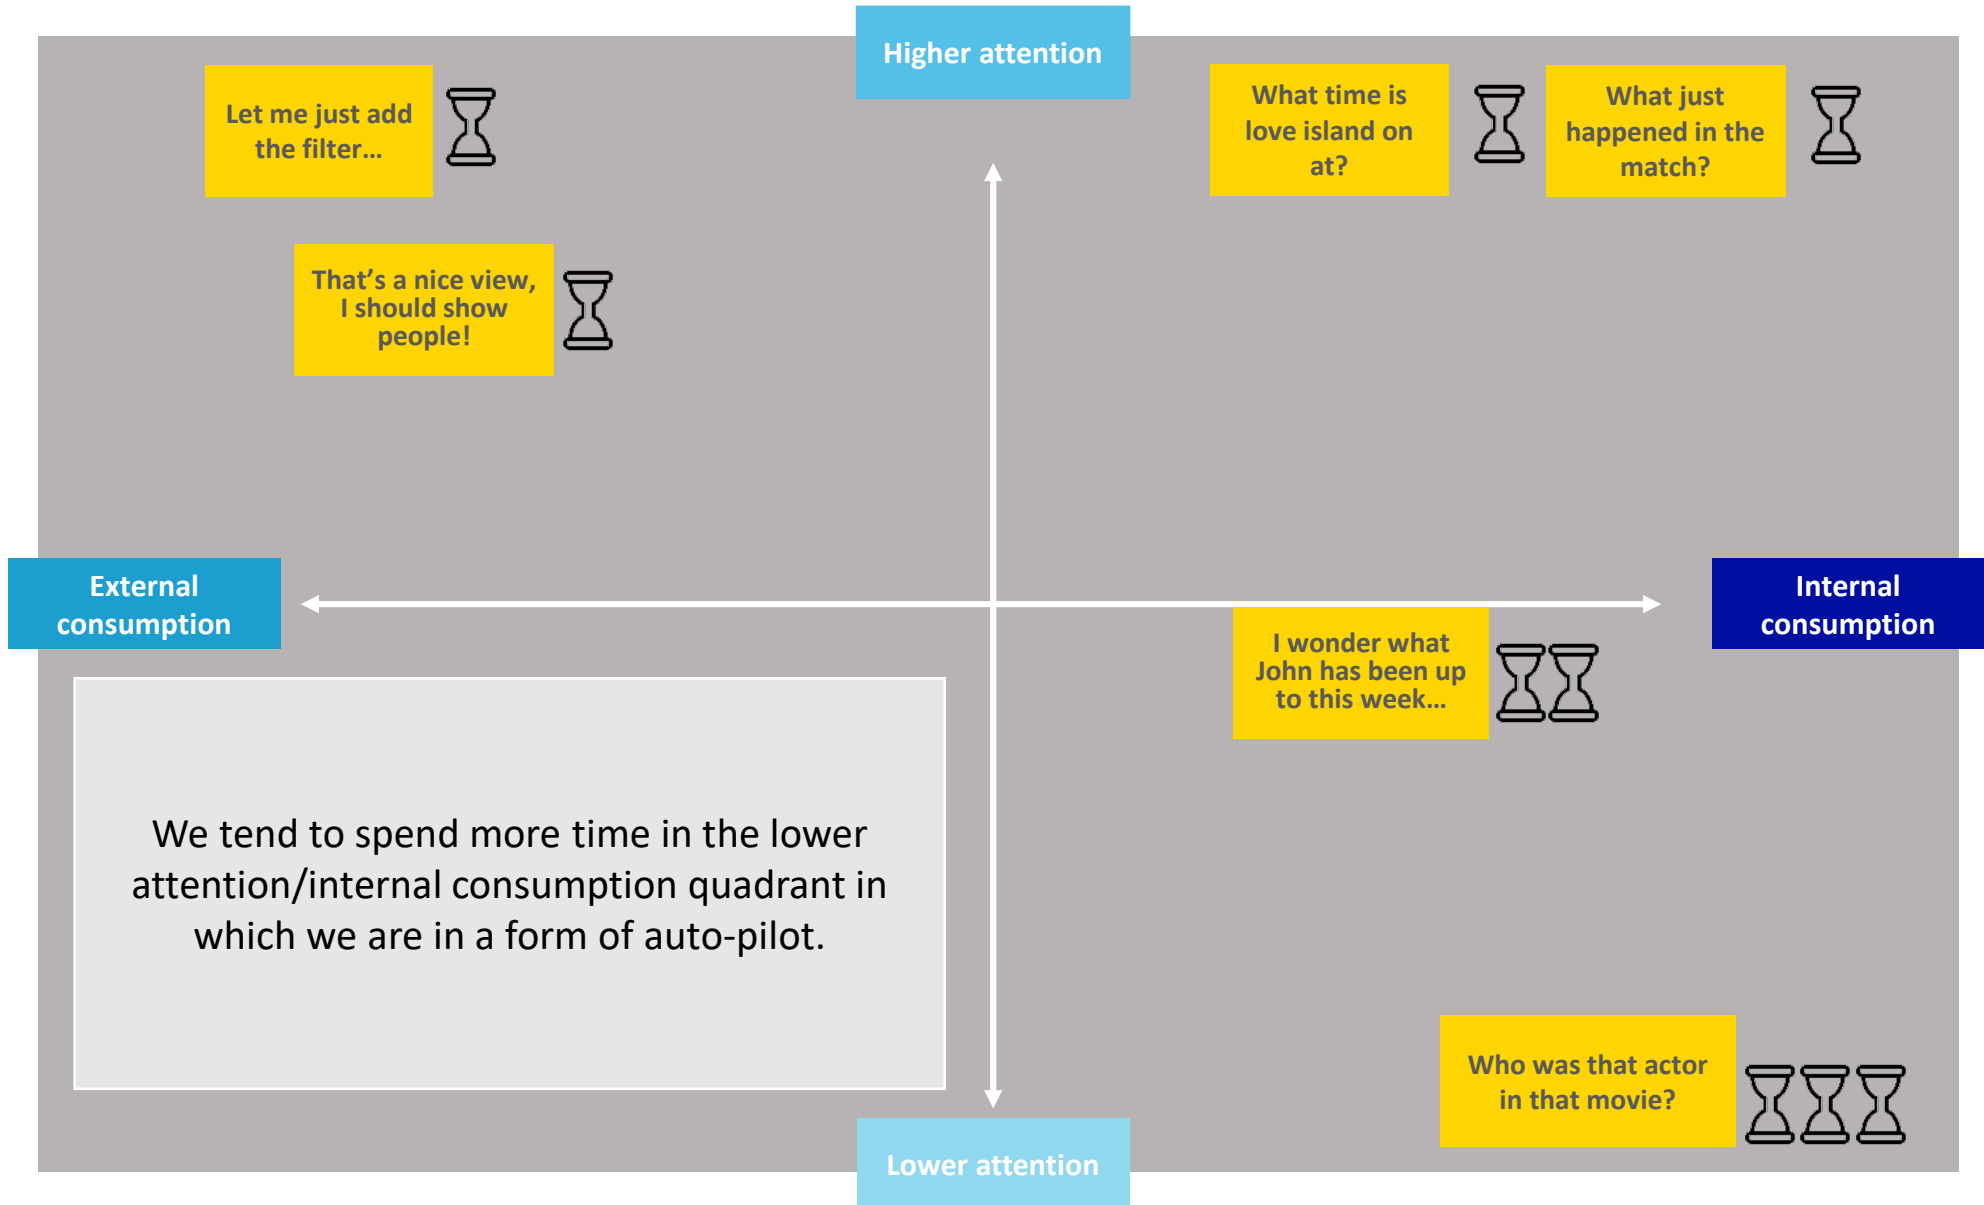 Higher attention
Let me just add
the filter…
What time is
love island on
at?
What just
happened in the
match?
That’s a nice view,
I should show
people!
External
consumption
Internal
consumption
I wonder what
John has been up
to this week…
We tend to spend more time in the lower
attention/internal consumption quadrant in
which we are in a form of auto-pilot.
Who was that actor
in that movie?
Lower attention